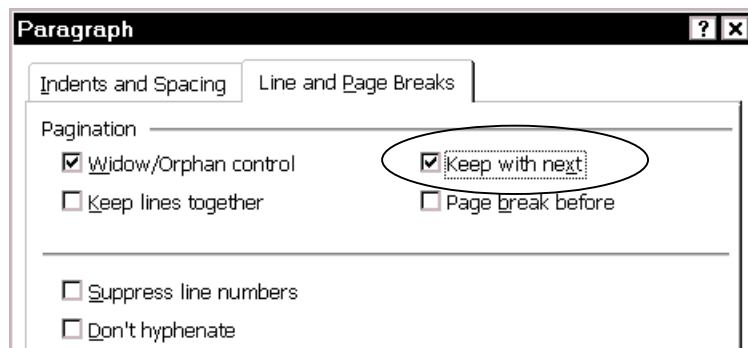 Paragraph ? ×
Indents and Spacing Line and Page Breaks
Pagination
Widow/Orphan control Keep with next
Keep lines together Page break before
Suppress line numbers
Don't hyphenate